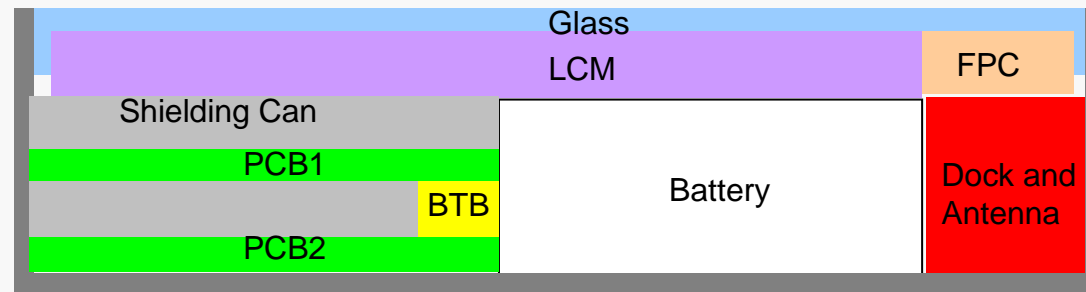 Glass
LCM
FPC
Shielding Can
PCB1
BTB
PCB2
Battery
Dock and
Antenna